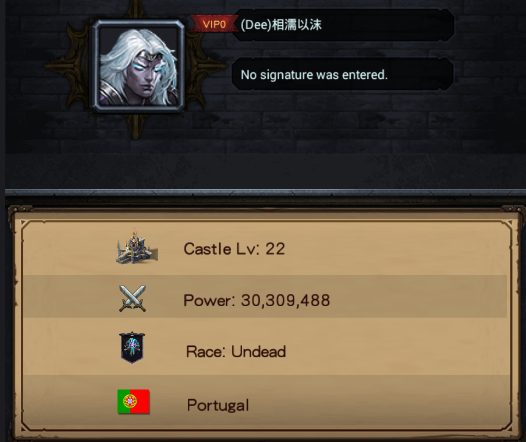 VIP0
(Dee)相濡以沫
No signature was entered.
Castle Lv: 22
Power: 30,309,488
Race: Undead
Portugal